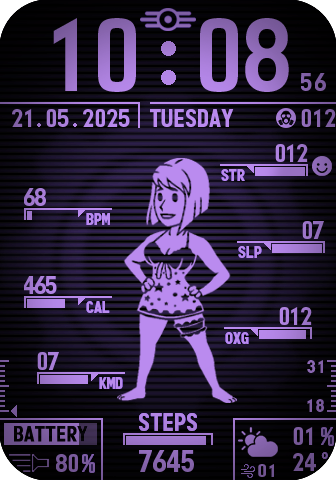 10:08 56
21.05.2025 TUESDAY 012
012
STR
68
BPM
07
SLP
465
CAL
012
OXG
07
KMD
31
18
BATTERY
80%
STEPS
7645
01%
01 24°